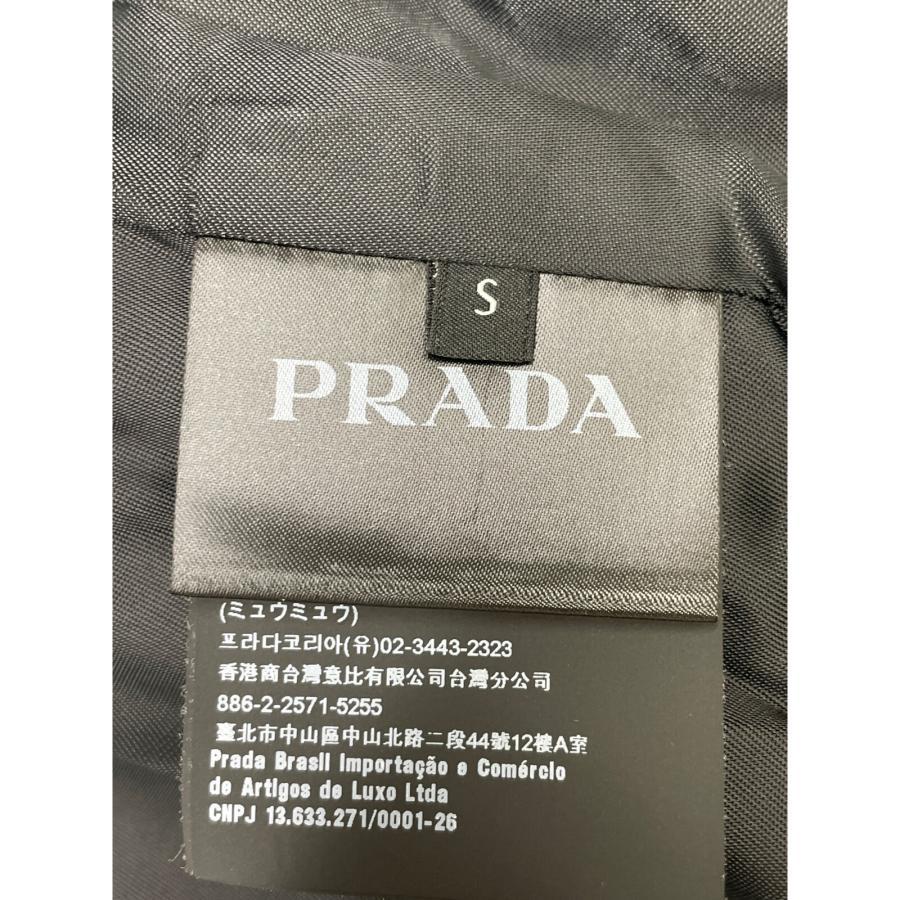 S
PRADA
(ミュウミュウ)
프라다코리아(유)02-3443-2323
香港商台灣意比有限公司台灣分公司
886-2-2571-5255
臺北市中山區中山北路二段44號12樓A室
Prada Brasil Importação e Comércio
de Artigos de Luxo Ltda
CNPJ 13.633.271/0001-26